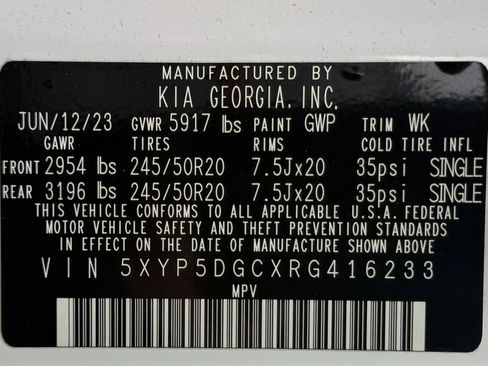 MANUFACTURED BY
KIA GEORGIA, INC.
JUN/12/23 GVWR 5917 lbs PAINT GWP TRIM WK
GAWR TIRES RIMS COLD TIRE INFL
FRONT 2954 lbs 245/50R20 7.5Jx20 35psi SINGLE
REAR 3196 lbs 245/50R20 7.5Jx20 35psi SINGLE
THIS VEHICLE CONFORMS TO ALL APPLICABLE U.S.A. FEDERAL
MOTOR VEHICLE SAFETY AND THEFT PREVENTION STANDARDS
IN EFFECT ON THE DATE OF MANUFACTURE SHOWN ABOVE
VIN 5XYP5DGCXRG416233
MPV